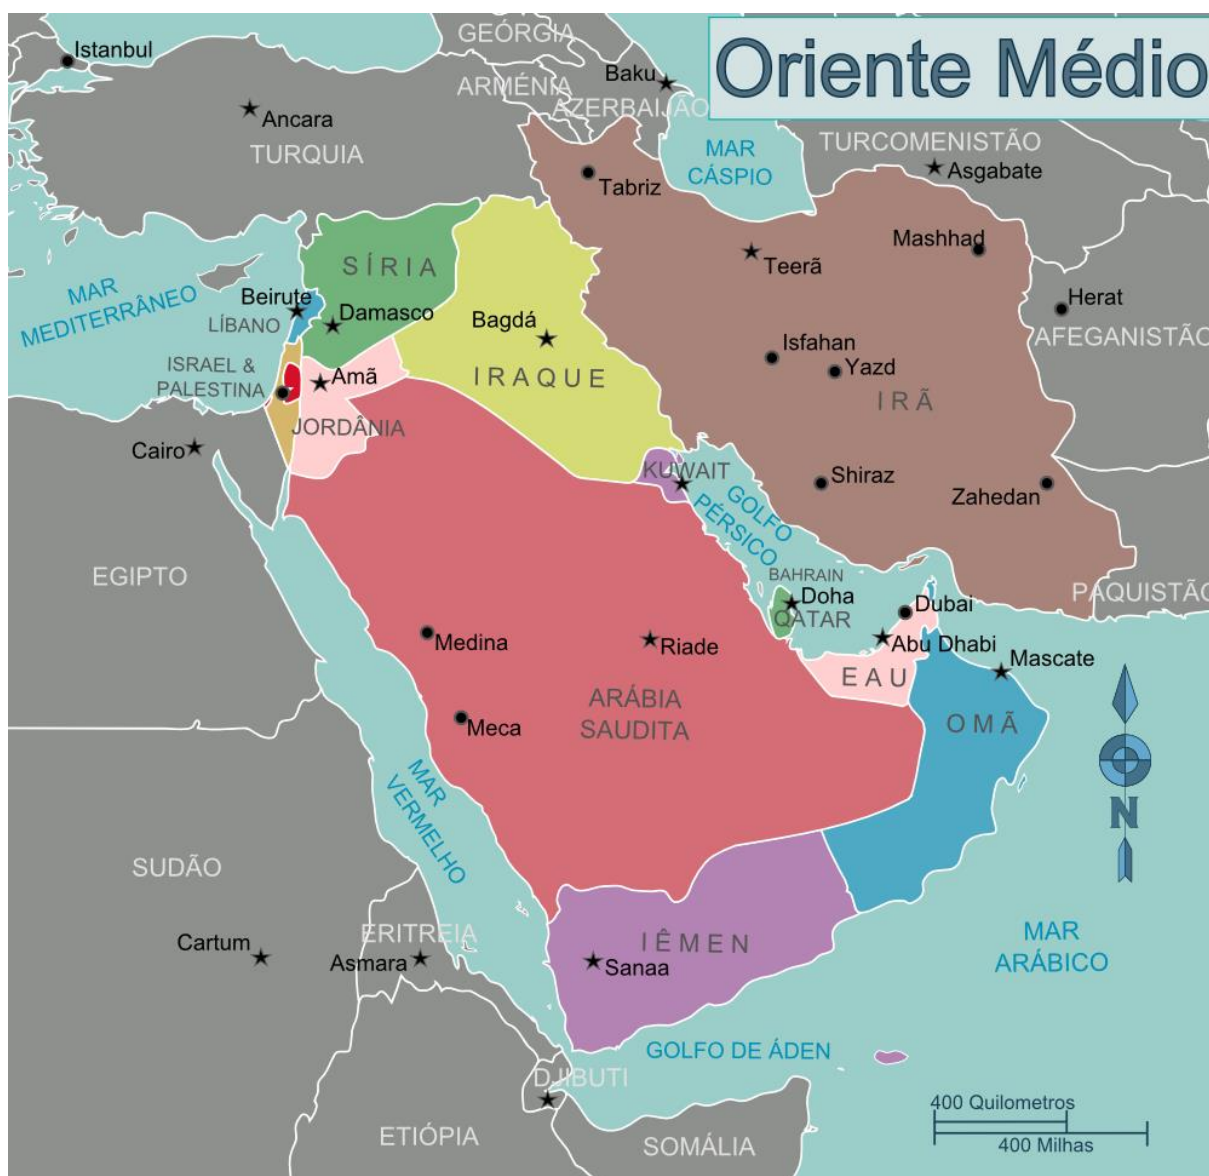 GEÓRGIA
Oriente Médio
Istanbul
Baku
ARMÉNIA
AZERBAIJÃO
Ancara
TURQUIA
MAR
CÁSPIO
TURCOMENISTÃO
Asgabate
Tabriz
Mashhad
Teerã
SÍRIA
MAR
MEDITERRÂNEO
Beirute
Damasco
LÍBANO
Bagdá
Herat
AFEGANISTÃO
Isfahan
Yazd
ISRAEL &
PALESTINA
Amã
IRAQUE
IRÃ
JORDÂNIA
Cairo
KUWAIT
Shiraz
Zahedan
GOLFO
PÉRSICO
EGIPTO
BAHRAIN
Doha
QATAR
Dubai
PAQUISTÃO
Medina
Riade
Abu Dhabi
Mascate
EAU
ARÁBIA
SAUDITA
Meca
OMÃ
MAR
VERMELHO
N
SUDÃO
ERITREIA
Cartum
Asmara
IÊMEN
Sanaa
MAR
ARÁBICO
GOLFO DE ÁDEN
DJIBUTI
400 Quilometros
400 Milhas
ETIÓPIA
SOMÁLIA